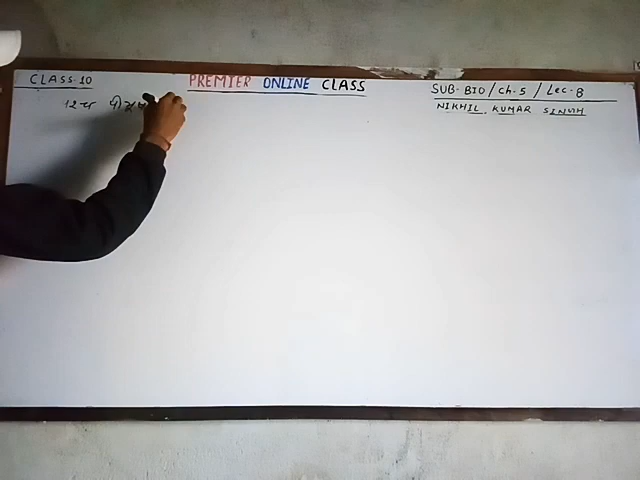 CLASS-10
PREMIER ONLINE CLASS
SUB-BIO/Ch-5/Lec-8
NIKHIL KUMAR SINGH